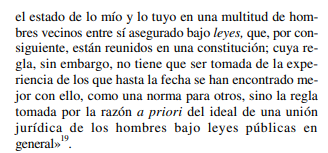 el estado de lo mío y lo tuyo en una multitud de hom-
bres vecinos entre sí asegurado bajo leyes, que, por con-
siguiente, están reunidos en una constitución; cuya re-
gla, sin embargo, no tiene que ser tomada de la expe-
riencia de los que hasta la fecha se han encontrado me-
jor con ello, como una norma para otros, sino la regla
tomada por la razón a priori del ideal de una unión
jurídica de los hombres bajo leyes públicas en
general»19.